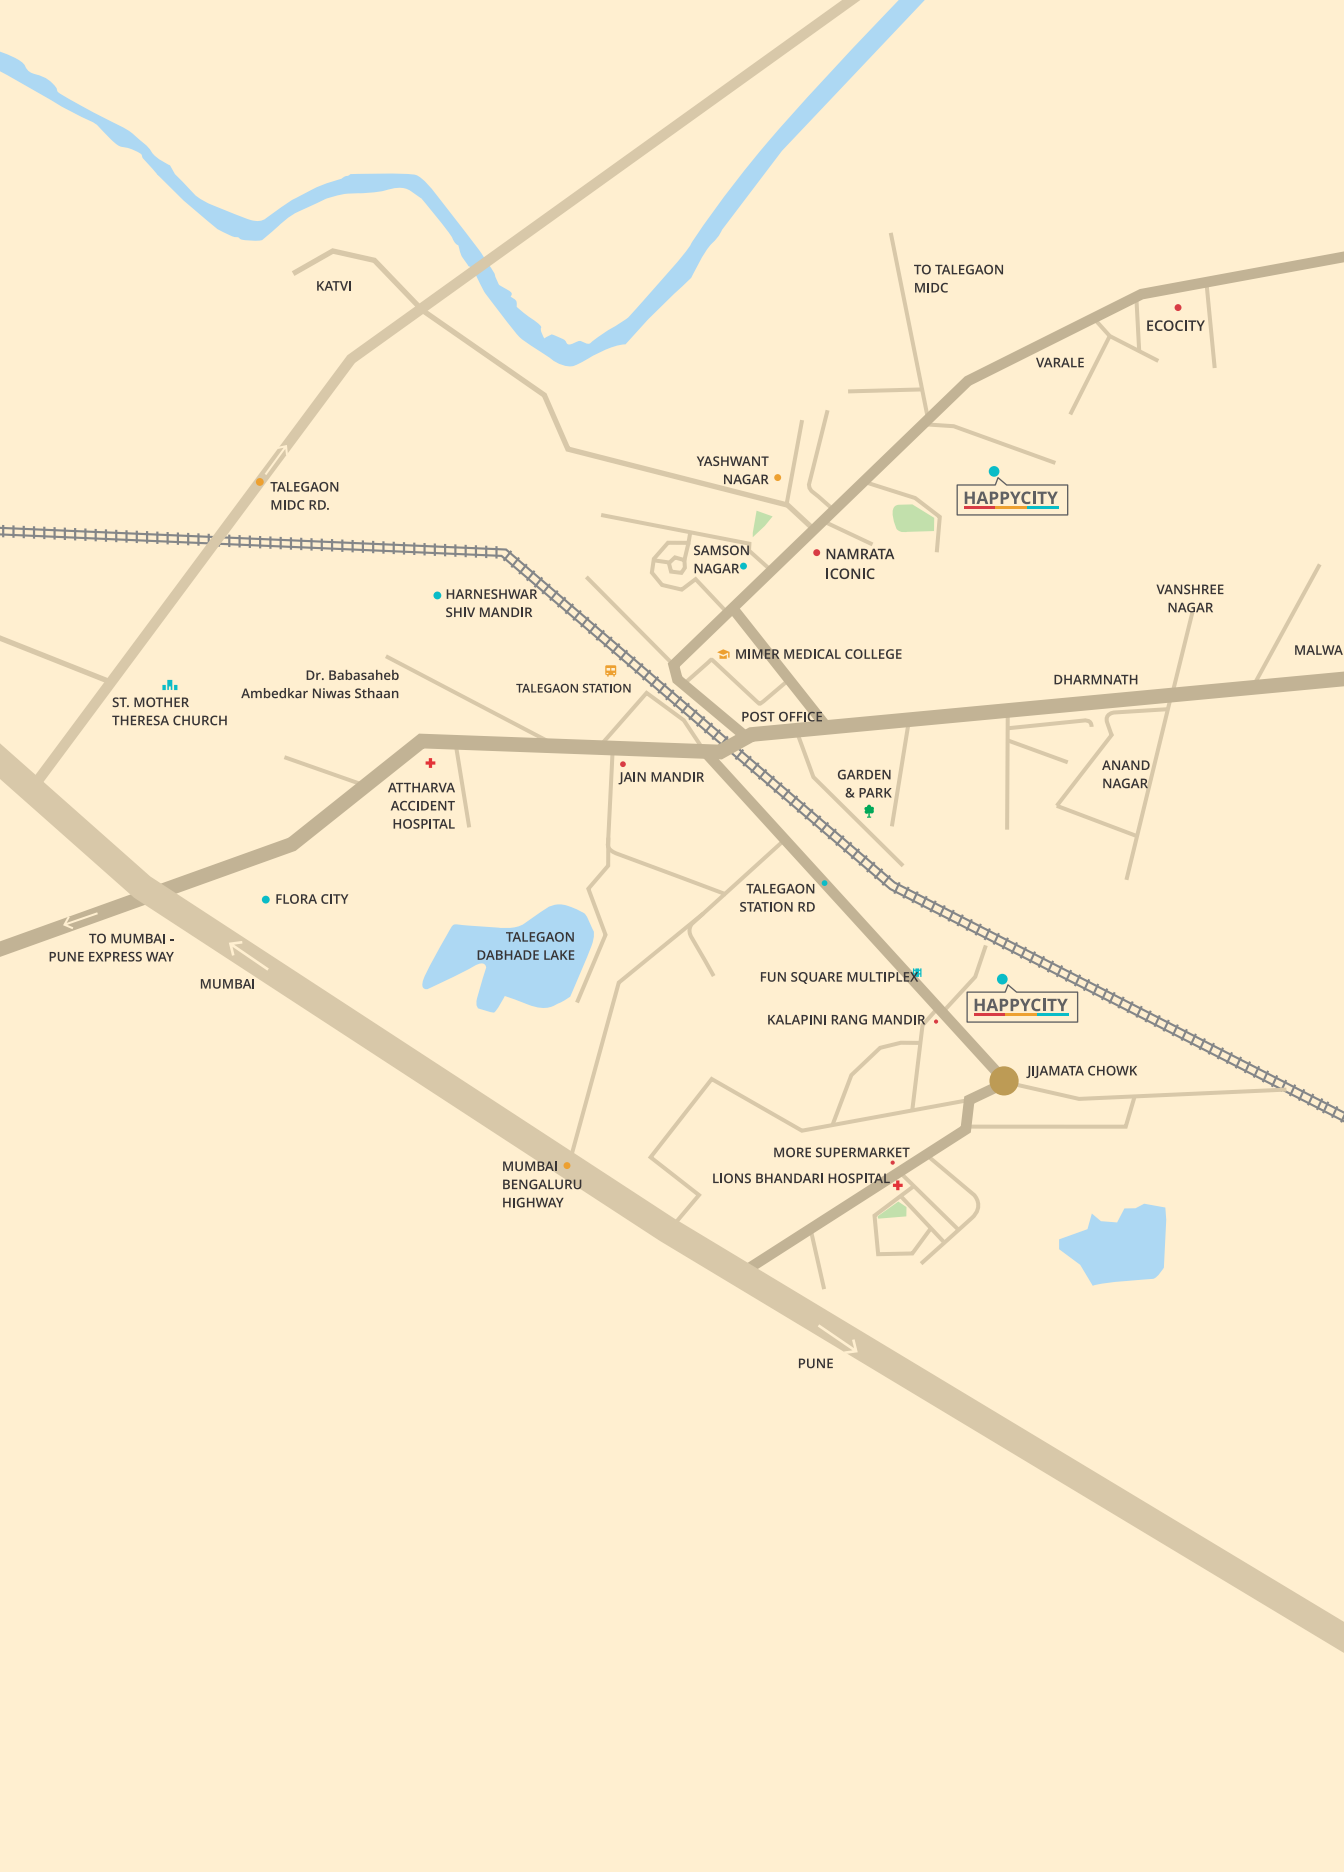 TO TALEGAON
MIDC
KATVI
ECOCITY
VARALE
YASHWANT
NAGAR
TALEGAON
MIDC RD.
HAPPYCITY
SAMSON
NAGAR
NAMRATA
ICONIC
HARNESHWAR
SHIV MANDIR
VANSHREE
NAGAR
MIMER MEDICAL COLLEGE
MALWA
Dr. Babasaheb
Ambedkar Niwas Sthaan
TALEGAON STATION
DHARMNATH
ST. MOTHER
THERESA CHURCH
POST OFFICE
JAIN MANDIR
GARDEN
& PARK
ANAND
NAGAR
ATTHARVA
ACCIDENT
HOSPITAL
TALEGAON
STATION RD
FLORA CITY
TO MUMBAI -
PUNE EXPRESS WAY
TALEGAON
DABHADE LAKE
MUMBAI
FUN SQUARE MULTIPLEX
HAPPYCITY
KALAPINI RANG MANDIR
JIJAMATA CHOWK
MORE SUPERMARKET
LIONS BHANDARI HOSPITAL
MUMBAI
BENGALURU
HIGHWAY
PUNE